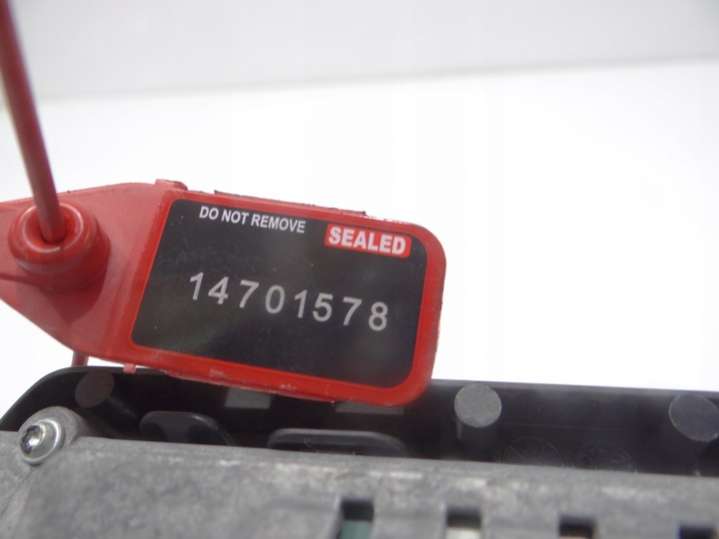 DO NOT REMOVE
SEALED
14701578